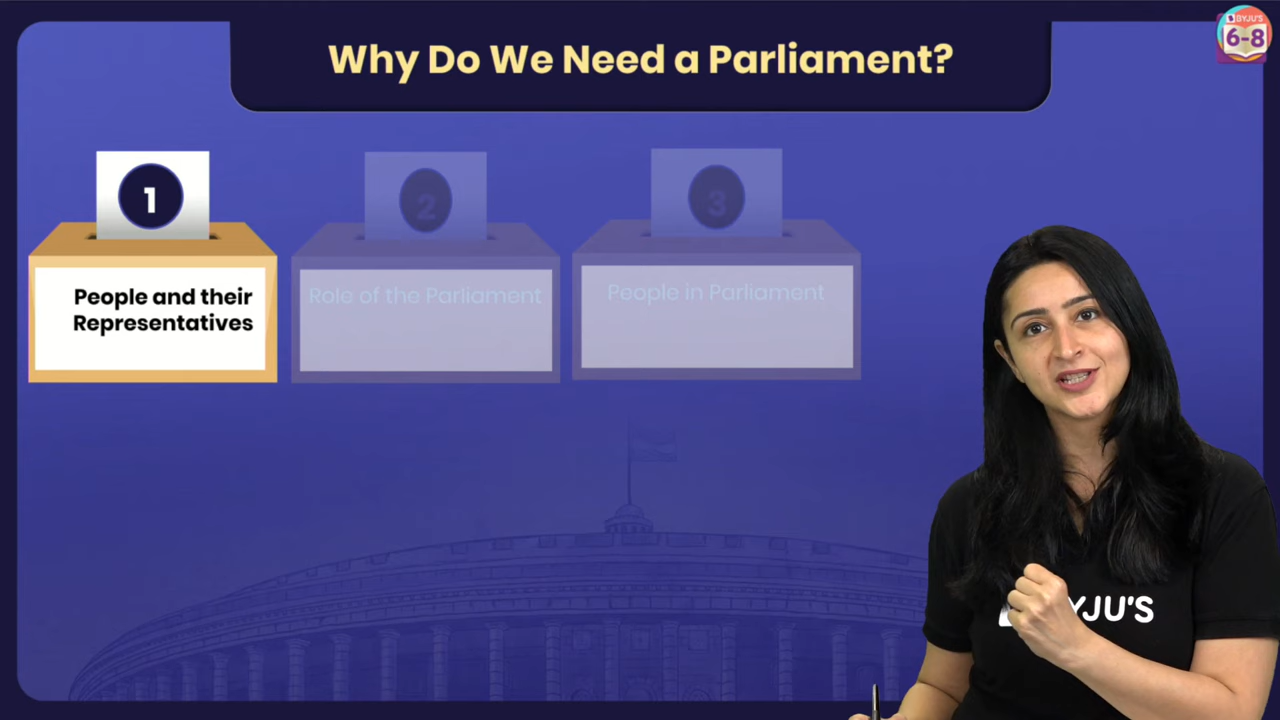 Why Do We Need a Parliament?
BYJU'S
6-8
1
2
3
People and their
Representatives
Role of the Parliament
People in Parliament
YJU'S